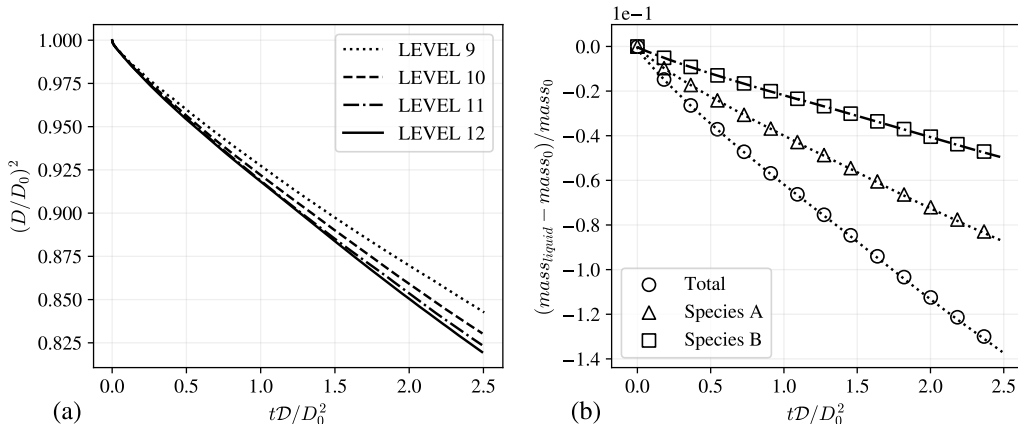 1.000
0.975
0.950
0.925
0.900
0.875
0.850
0.825
(D/D₀)²
LEVEL 9
LEVEL 10
LEVEL 11
LEVEL 12
0.0 0.5 1.0 1.5 2.0 2.5
t𝒟/D₀²
(a)
1e−1
0.0
−0.2
−0.4
−0.6
−0.8
−1.0
−1.2
−1.4
(mass_liquid − mass₀)/mass₀
Total
Species A
Species B
0.0 0.5 1.0 1.5 2.0 2.5
t𝒟/D₀²
(b)